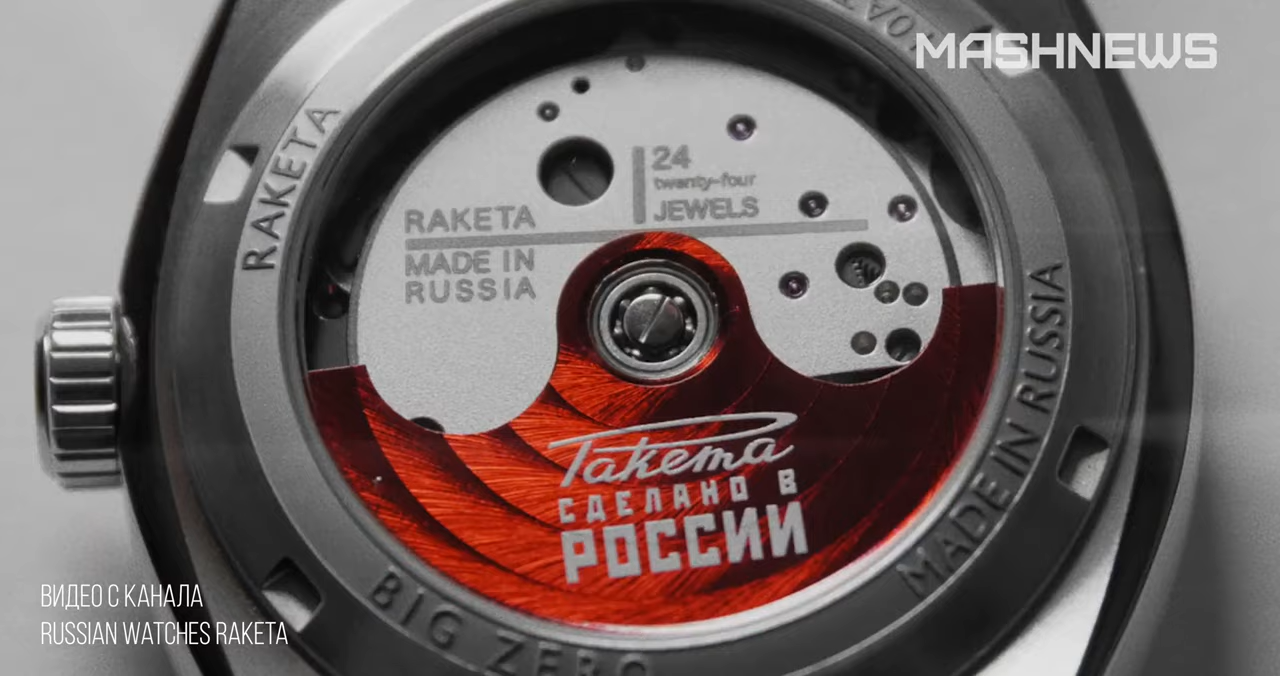 MASHNEWS
RAKETA
24
twenty-four
JEWELS
RAKETA
MADE IN
RUSSIA
MADE IN RUSSIA
Ракета
СДЕЛАНО В
РОССИИ
BIG ZERO
ВИДЕО С КАНАЛА
RUSSIAN WATCHES RAKETA